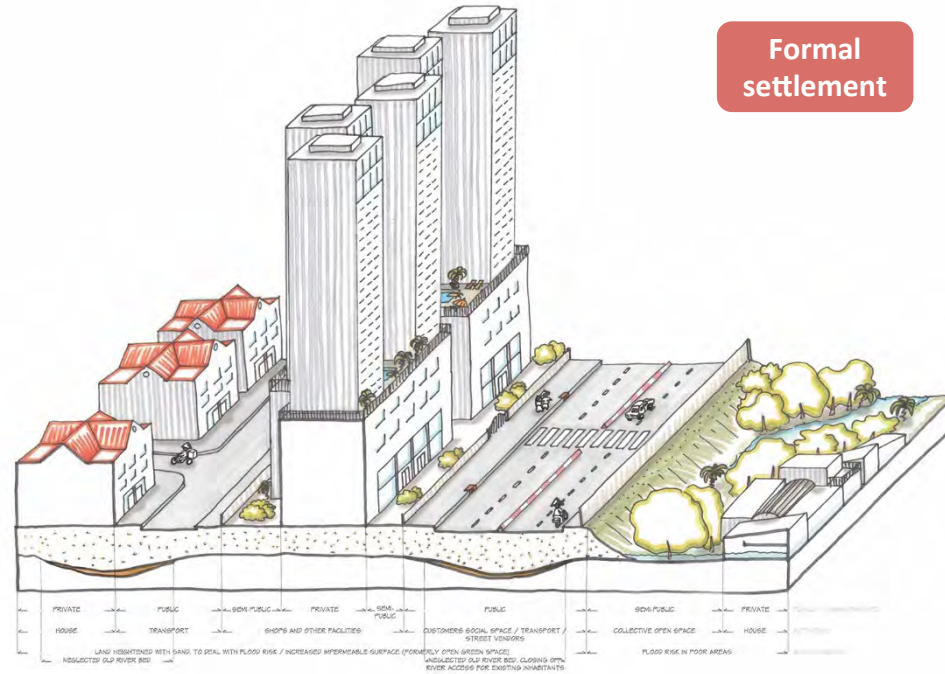 Formal
settlement
PRIVATE PUBLIC SEMI-PUBLIC PRIVATE SEMI-PUBLIC PUBLIC SEMI-PUBLIC PRIVATE
HOUSE TRANSPORT SHOPS AND OTHER FACILITIES CUSTOMERS SOCIAL SPACE / TRANSPORT / STREET VENDORS COLLECTIVE OPEN SPACE HOUSE
LAND HEIGHTENED WITH SAND, TO DEAL WITH FLOOD RISK / INCREASED IMPERMEABLE SURFACE (FORMERLY OPEN GREEN SPACE) FLOOD RISK IN POOR AREAS
NEGLECTED OLD RIVER BED NEGLECTED OLD RIVER BED, CLOSING OFF
RIVER ACCESS FOR EXISTING INHABITANTS